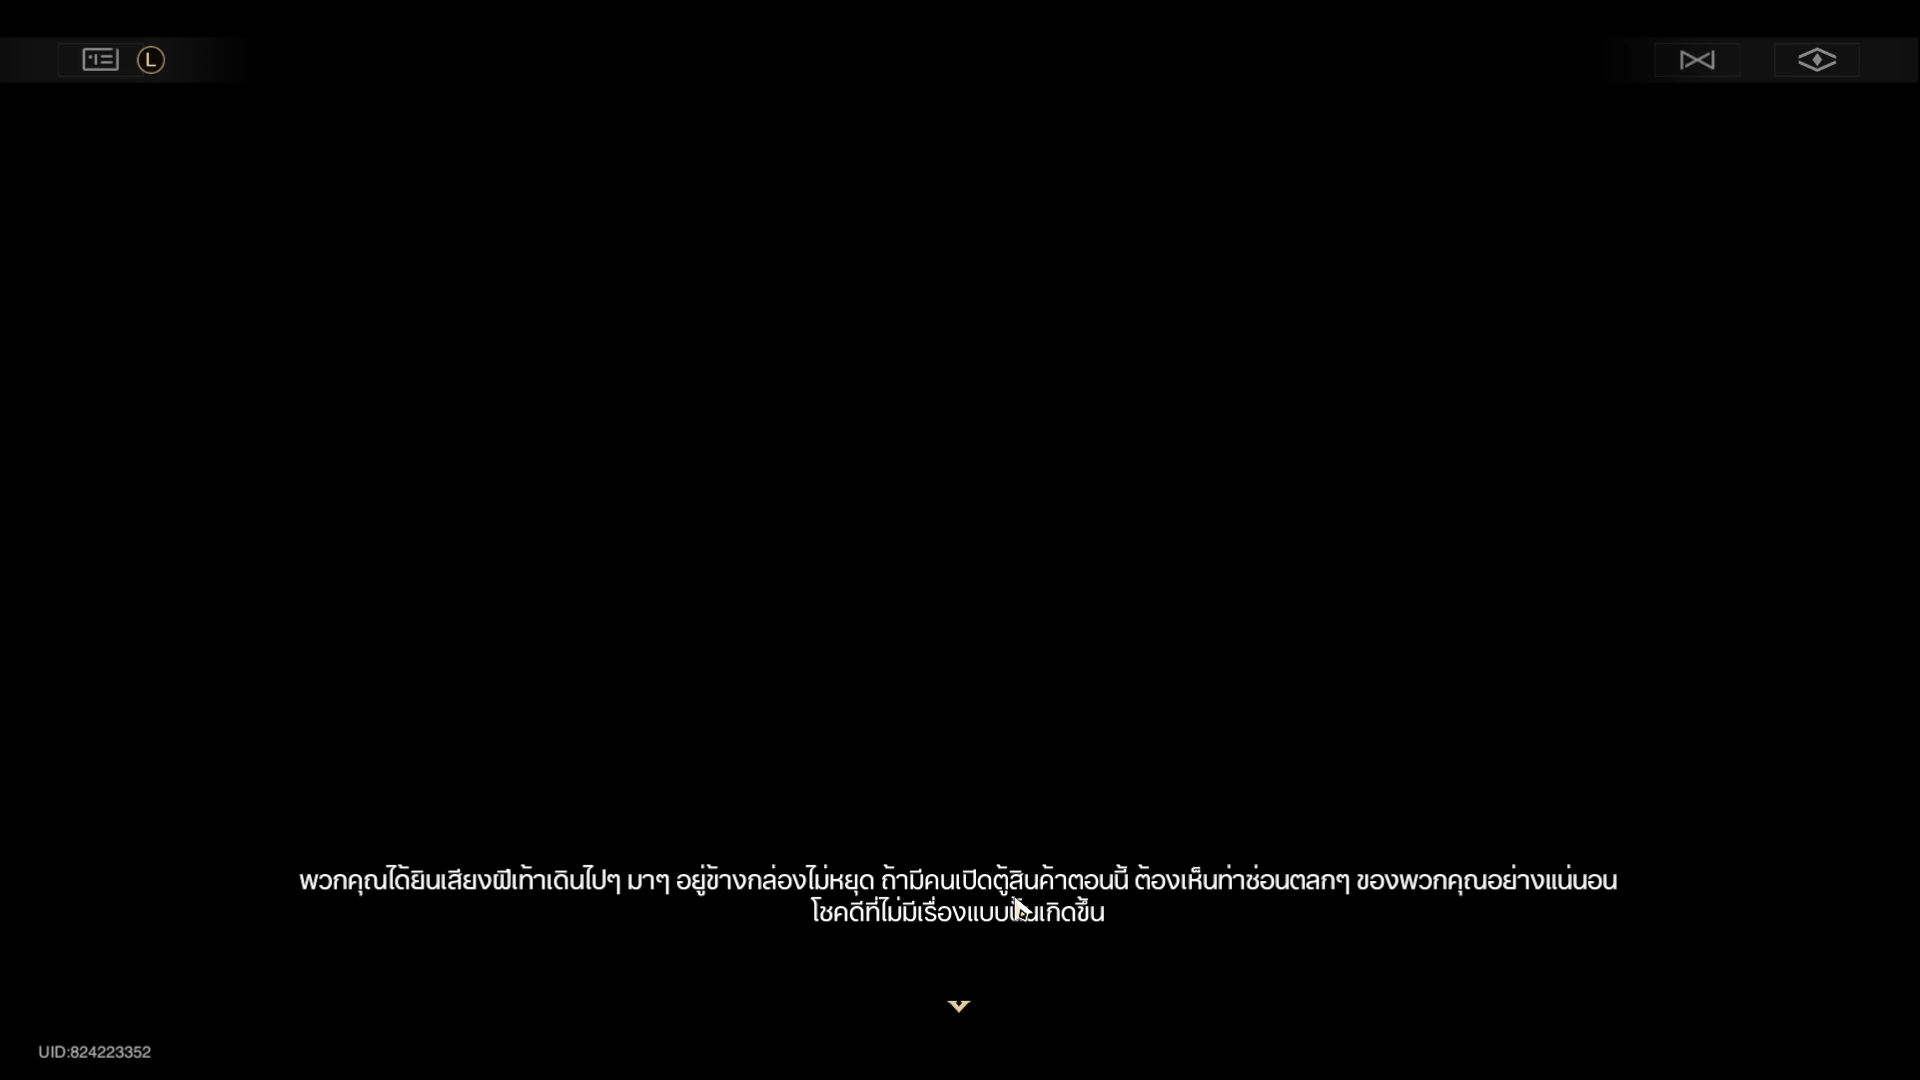 L
พวกคุณได้ยินเสียงฝีเท้าเดินไปๆ มาๆ อยู่ข้างกล่องไม่หยุด ถ้ามีคนเปิดตู้สินค้าตอนนี้ ต้องเห็นท่าซ่อนตลกๆ ของพวกคุณอย่างแน่นอน
โชคดีที่ไม่มีเรื่องแบบนั้นเกิดขึ้น
UID:824223352